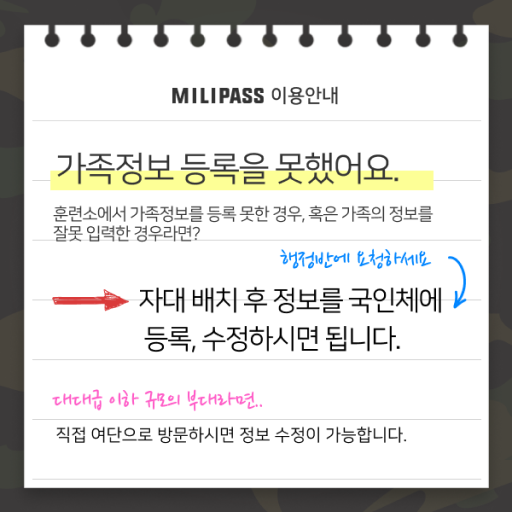 MILIPASS 이용안내
가족정보 등록을 못했어요.
훈련소에서 가족정보를 등록 못한 경우, 혹은 가족의 정보를
잘못 입력한 경우라면?
행정반에 요청하세요
자대 배치 후 정보를 국인체에
등록, 수정하시면 됩니다.
대대급 이하 규모의 부대라면..
직접 여단으로 방문하시면 정보 수정이 가능합니다.